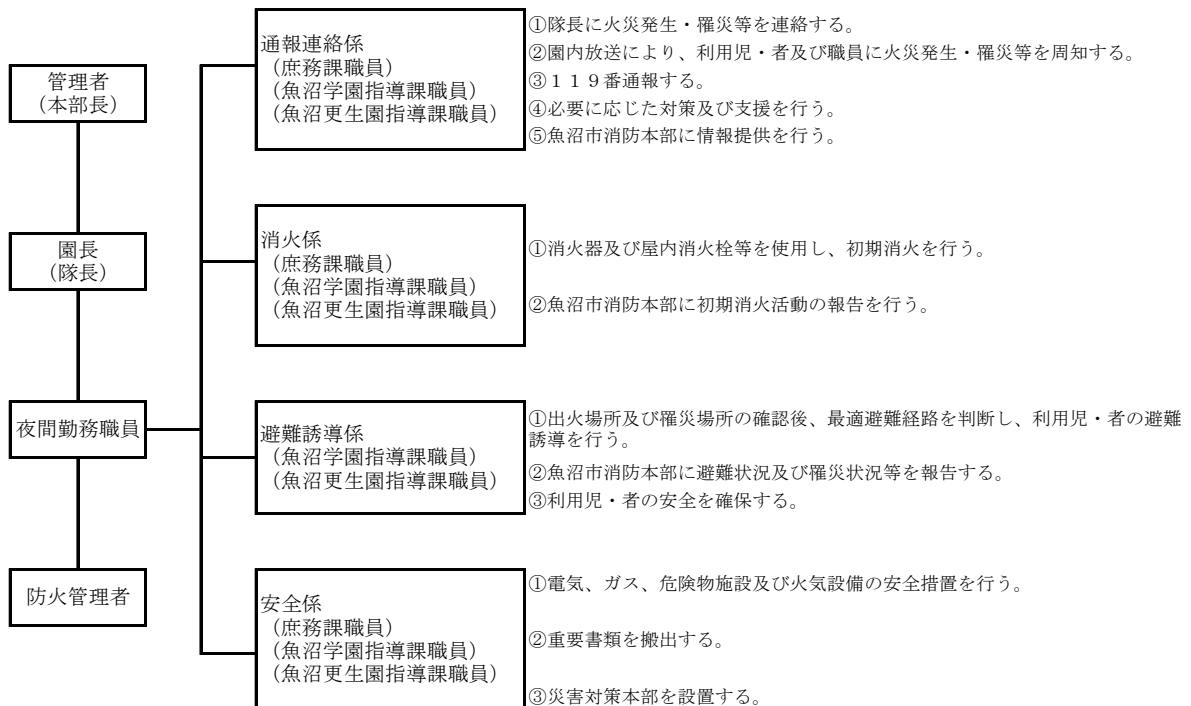 管理者
（本部長）
園長
（隊長）
夜間勤務職員
防火管理者
通報連絡係
（庶務課職員）
（魚沼学園指導課職員）
（魚沼更生園指導課職員）
①隊長に火災発生・罹災等を連絡する。
②園内放送により、利用児・者及び職員に火災発生・罹災等を周知する。
③１１９番通報する。
④必要に応じた対策及び支援を行う。
⑤魚沼市消防本部に情報提供を行う。
消火係
（庶務課職員）
（魚沼学園指導課職員）
（魚沼更生園指導課職員）
①消火器及び屋内消火栓等を使用し、初期消火を行う。
②魚沼市消防本部に初期消火活動の報告を行う。
避難誘導係
（魚沼学園指導課職員）
（魚沼更生園指導課職員）
①出火場所及び罹災場所の確認後、最適避難経路を判断し、利用児・者の避難
誘導を行う。
②魚沼市消防本部に避難状況及び罹災状況等を報告する。
③利用児・者の安全を確保する。
安全係
（庶務課職員）
（魚沼学園指導課職員）
（魚沼更生園指導課職員）
①電気、ガス、危険物施設及び火気設備の安全措置を行う。
②重要書類を搬出する。
③災害対策本部を設置する。